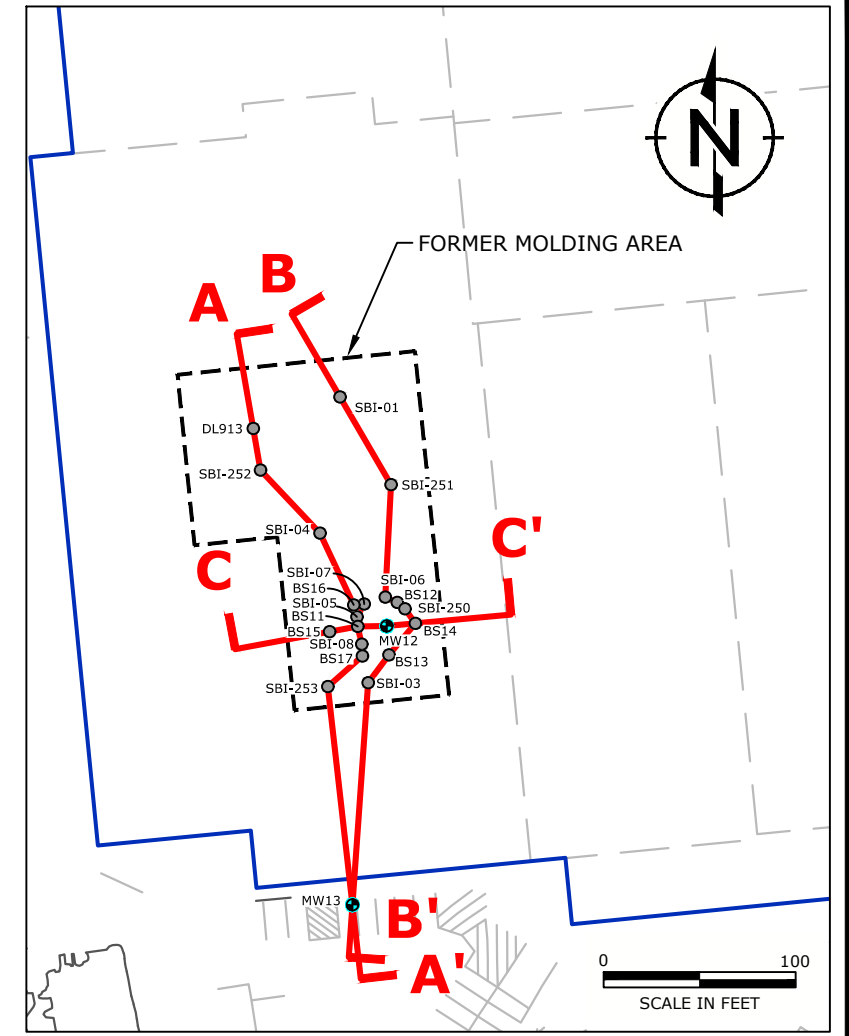 N
FORMER MOLDING AREA
B
A
SBI-01
DL913
SBI-252
SBI-251
SBI-04
C'
C
SBI-07
SBI-06
BS16
BS12
SBI-05
SBI-250
BS11
BS15
BS14
MW12
SBI-08
BS17
BS13
SBI-253
SBI-03
MW13
B'
A'
0 100
SCALE IN FEET